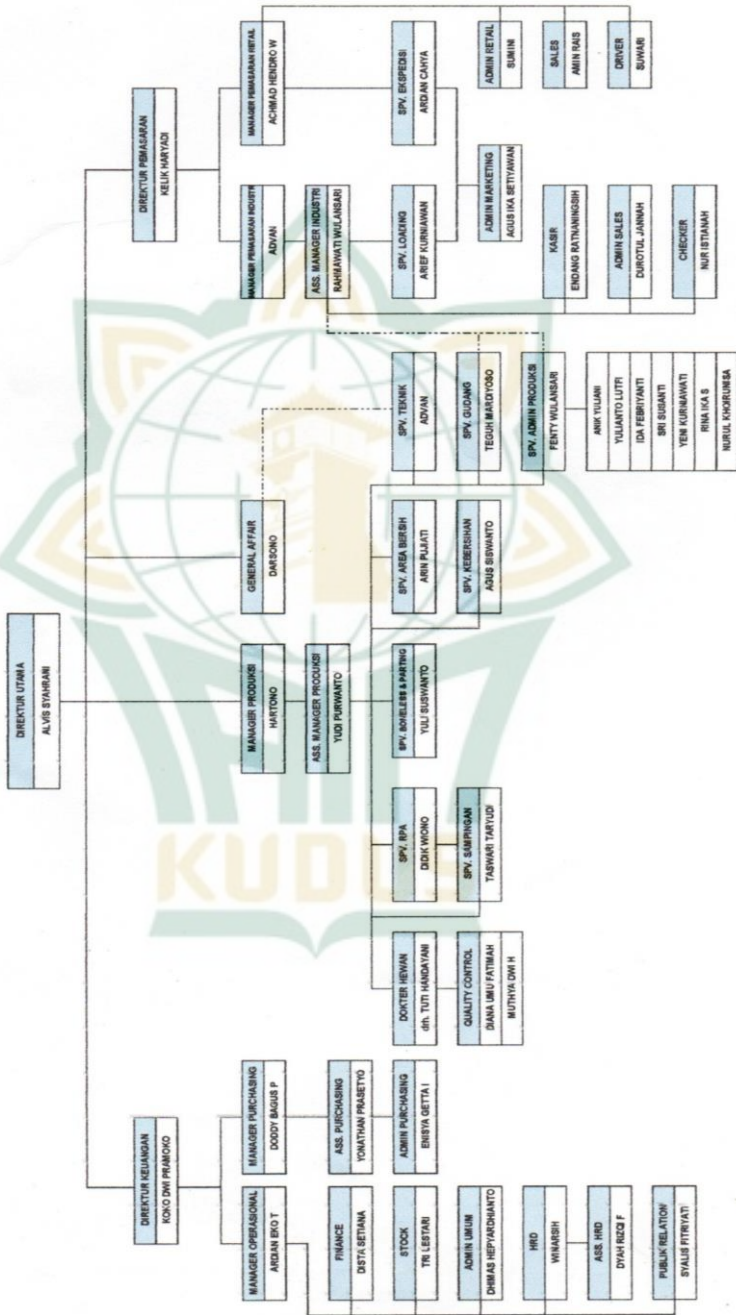 DIREKTUR UTAMA
ALVIS SYAHRANI
DIREKTUR KEUANGAN
KOKO DWI PRAMOKO
MANAGER OPERASIONAL
ARDIAN EKO T
FINANCE
DISTA SETIANA
STOCK
TRI LESTARI
ADMIN UMUM
DHIMAS HEPYARDHIANTO
HRD
WINARSIH
ASS. HRD
DYAH RIZQI F
PUBLIK RELATION
SYALIS FITRIYATI
MANAGER PURCHASING
DODDY BAGUS P
ASS. PURCHASING
YONATHAN PRASETYO
ADMIN PURCHASING
ENISYA GETTA I
MANAGER PRODUKSI
HARTONO
ASS. MANAGER PRODUKSI
YUDI PURWANTO
DOKTER HEWAN
drh. TUTI HANDAYANI
QUALITY CONTROL
DIANA UMU FATIMAH
MUTHYA DWI H
SPV. RPA
DIDIK WIONO
SPV. SAMPINGAN
TASWARI TARYUDI
SPV. BONELESS & PARTING
YULI SUSWANTO
SPV. AREA BERSIH
ARIN PUJIATI
SPV. KEBERSIHAN
AGUS SISWANTO
GENERAL AFFAIR
DARSONO
SPV. TEKNIK
ADVAN
SPV. GUDANG
TEGUH MARDIYOSO
SPV. ADMIN PRODUKSI
FENTY WULANSARI
ANIK YULIANI
YULIANTO LUTFI
IDA FEBRIYANTI
SRI SUSANTI
YENI KURNIAWATI
RINA IKA S
NURUL KHOIRUNISA
DIREKTUR PEMASARAN
KELIK HARYADI
MANAGER PEMASARAN INDUSTRI
ADVAN
ASS. MANAGER INDUSTRI
RAHMAWATI WULANSARI
SPV. LOADING
ARIEF KURNIAWAN
KASIR
ENDANG RATNANINGSIH
ADMIN SALES
DUROTUL JANNAH
CHECKER
NUR ISTIANAH
MANAGER PEMASARAN RETAIL
ACHMAD HENDRO W
SPV. EKSPEDISI
ARDIAN CAHYA
ADMIN MARKETING
AGUS IKA SETIYAWAN
ADMIN RETAIL
SUMINI
SALES
AMIN RAIS
DRIVER
SUWARI
KUDUS